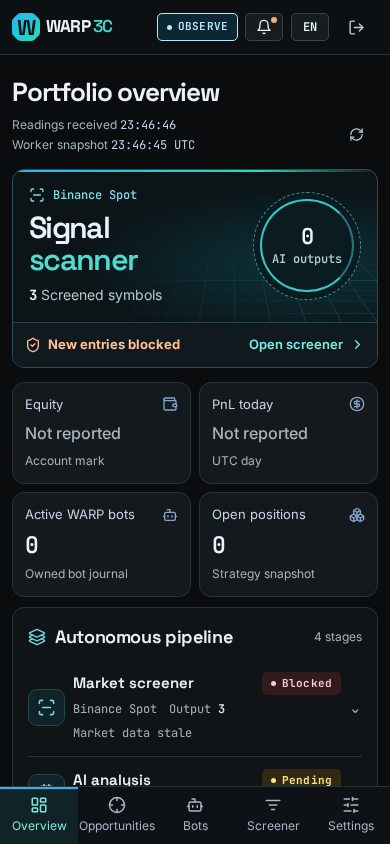 WARP3C
OBSERVE
EN
Portfolio overview
Readings received 23:46:46
Worker snapshot 23:46:45 UTC
Binance Spot
Signal
scanner
3 Screened symbols
0
AI outputs
New entries blocked
Open screener
Equity
Not reported
Account mark
PnL today
Not reported
UTC day
Active WARP bots
0
Owned bot journal
Open positions
0
Strategy snapshot
Autonomous pipeline
4 stages
Market screener
Blocked
Binance Spot Output 3
Market data stale
AI analysis
Pending
Overview
Opportunities
Bots
Screener
Settings